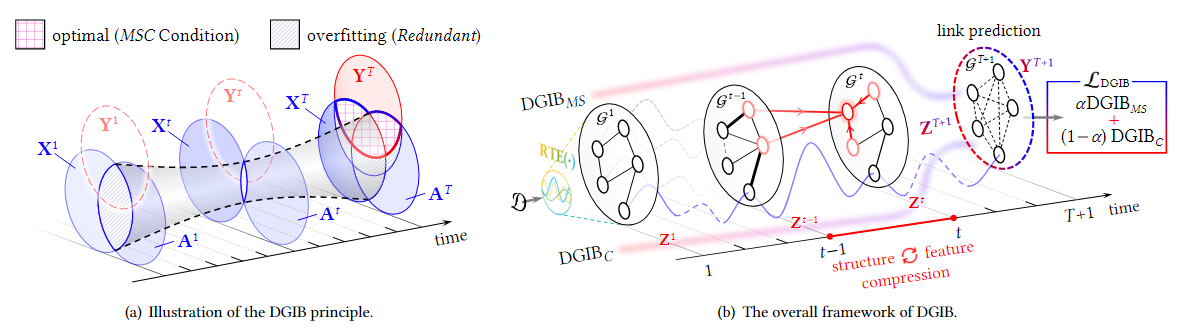 optimal (MSC Condition)
overfitting (Redundant)
Y^T
X^T
Y^t
Y^1
X^t
X^1
A^T
A^t
A^1
time
(a) Illustration of the DGIB principle.
link prediction
𝒢^{T+1}
Y^{T+1}
𝓛_DGIB
αDGIB_MS
+
(1−α) DGIB_C
DGIB_MS
𝒢^1
𝒢^{t-1}
𝒢^t
Z^{T+1}
RTE(·)
𝒟
DGIB_C
Z^1
Z^{t-1}
Z^t
1
t−1
t
T+1
time
structure feature
compression
(b) The overall framework of DGIB.